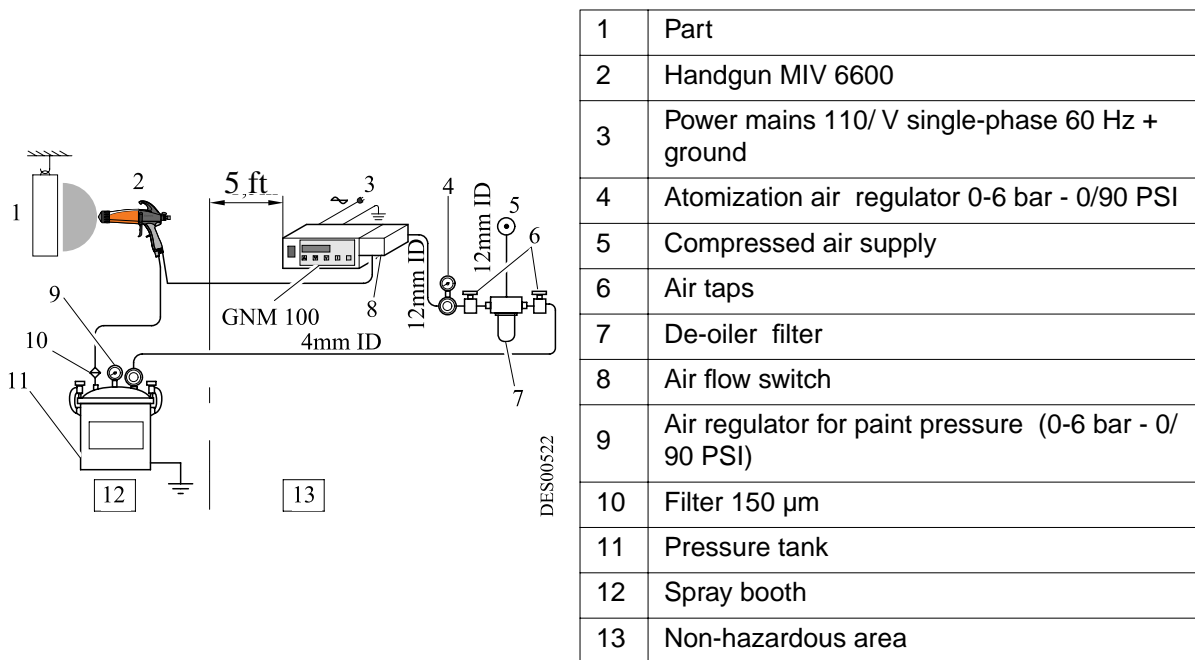 1
2
5 ft
3
4
12mm ID
5
6
GNM 100
8
12mm ID
9
4mm ID
10
11
7
12
13
DES00522
1 Part
2 Handgun MIV 6600
3 Power mains 110/ V single-phase 60 Hz +
ground
4 Atomization air regulator 0-6 bar - 0/90 PSI
5 Compressed air supply
6 Air taps
7 De-oiler filter
8 Air flow switch
9 Air regulator for paint pressure (0-6 bar - 0/
90 PSI)
10 Filter 150 µm
11 Pressure tank
12 Spray booth
13 Non-hazardous area